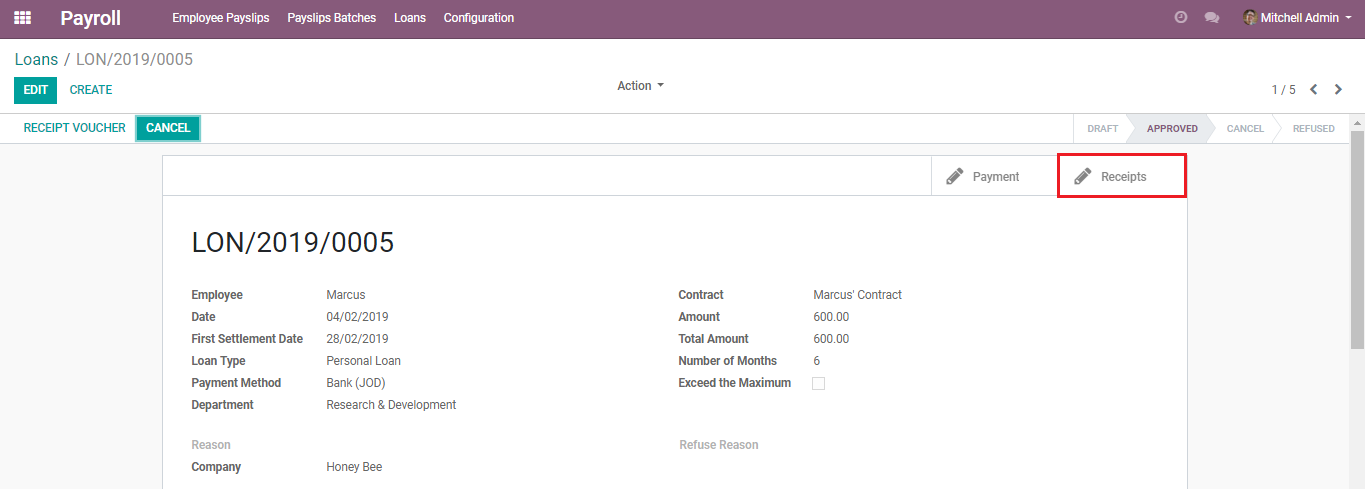 Payroll Employee Payslips Payslips Batches Loans Configuration Mitchell Admin
Loans / LON/2019/0005
EDIT CREATE Action 1 / 5
RECEIPT VOUCHER CANCEL DRAFT APPROVED CANCEL REFUSED
Payment Receipts
LON/2019/0005
Employee Marcus Contract Marcus' Contract
Date 04/02/2019 Amount 600.00
First Settlement Date 28/02/2019 Total Amount 600.00
Loan Type Personal Loan Number of Months 6
Payment Method Bank (JOD) Exceed the Maximum
Department Research & Development
Reason Refuse Reason
Company Honey Bee